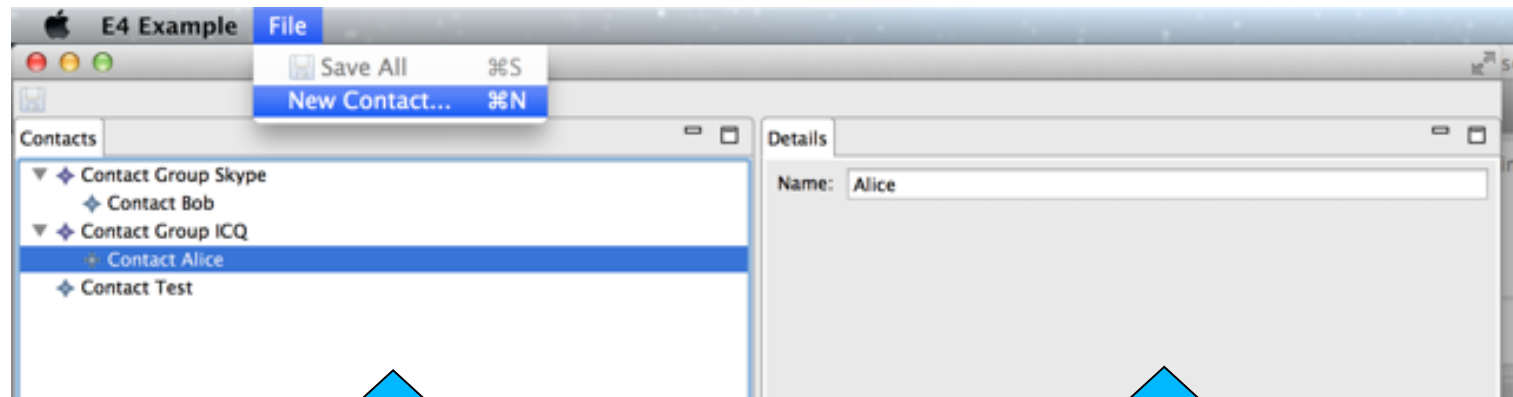 E4 Example File
Save All ⌘S
New Contact... ⌘N
Contacts
Contact Group Skype
Contact Bob
Contact Group ICQ
Contact Alice
Contact Test
Details
Name: Alice